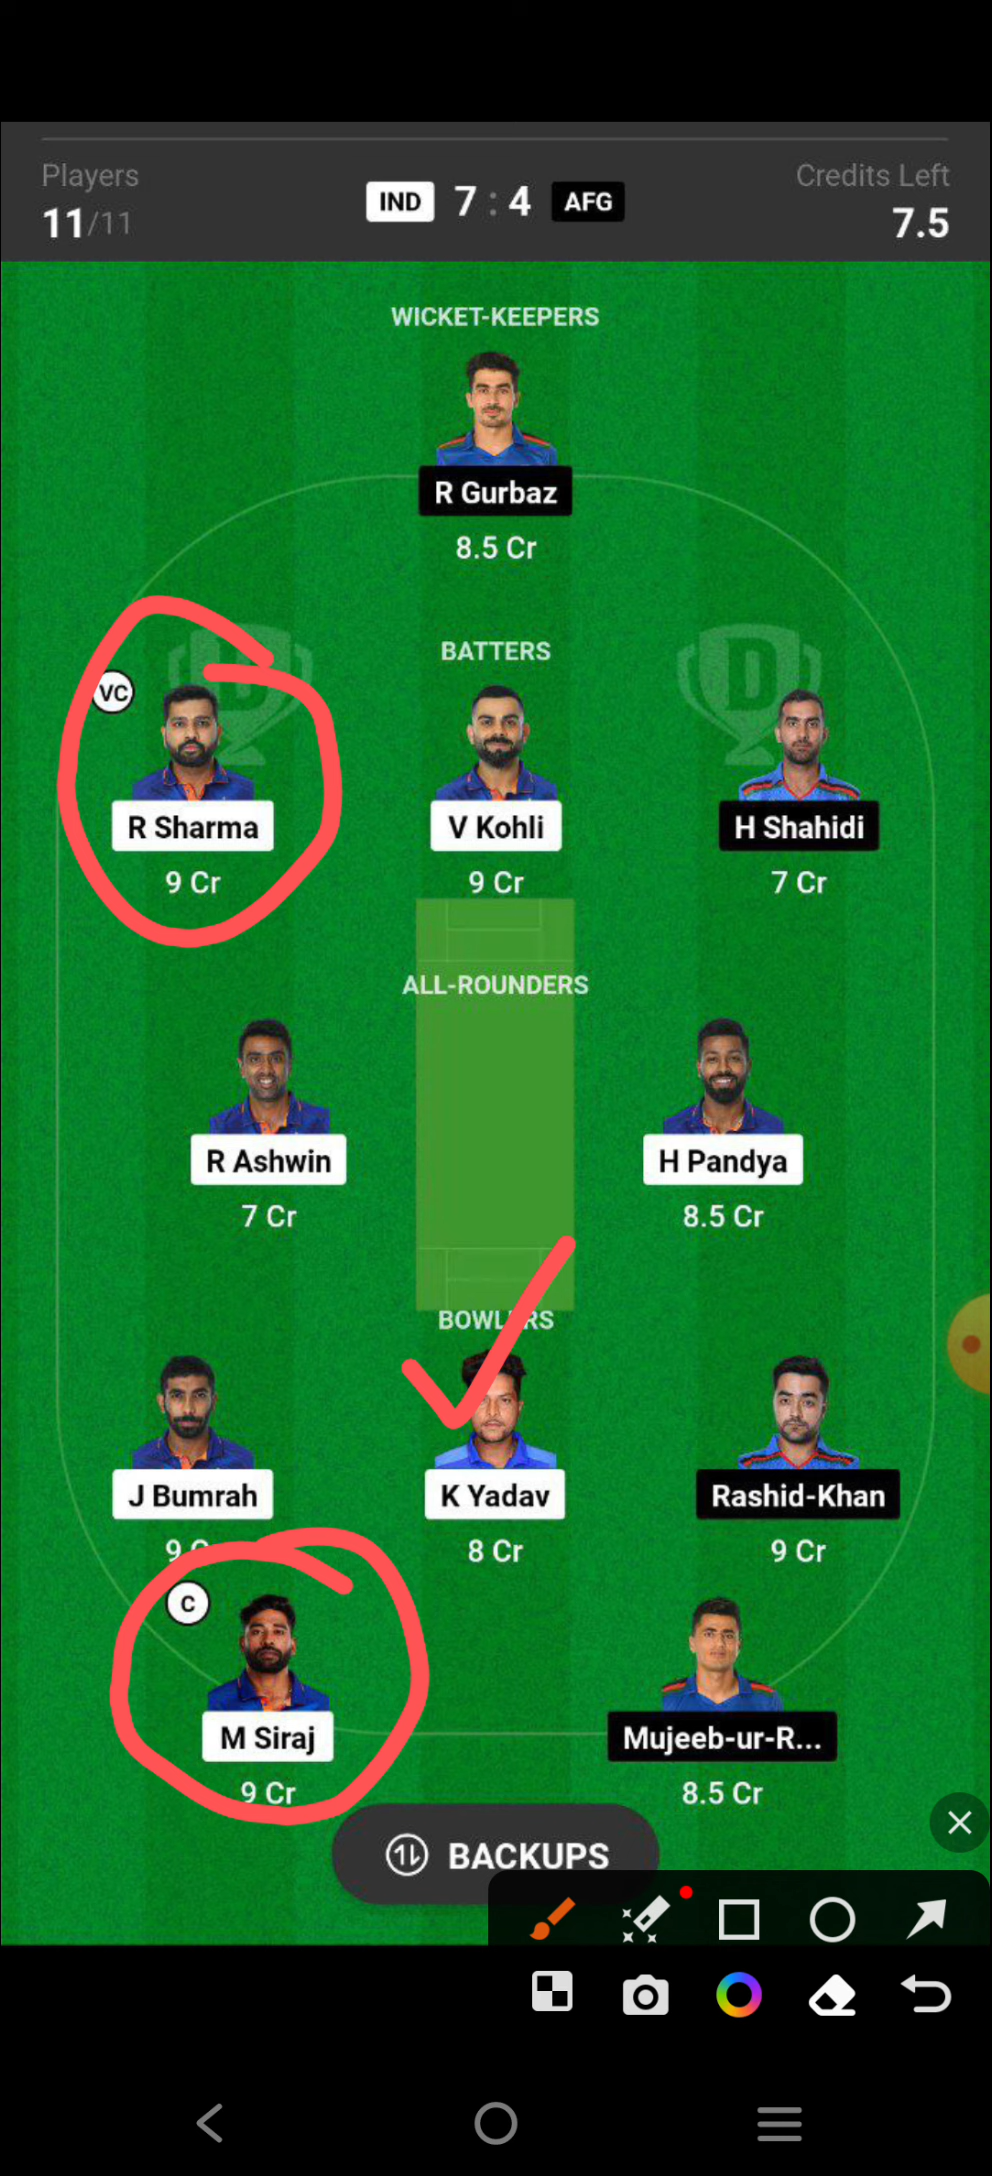 Players
Credits Left
11/11
IND 7 : 4 AFG
7.5
WICKET-KEEPERS
R Gurbaz
8.5 Cr
BATTERS
D D
VC
R Sharma V Kohli H Shahidi
9 Cr 9 Cr 7 Cr
ALL-ROUNDERS
R Ashwin H Pandya
7 Cr 8.5 Cr
BOWLERS
J Bumrah K Yadav Rashid-Khan
9 C 8 Cr 9 Cr
C
M Siraj Mujeeb-ur-R...
9 Cr 8.5 Cr
BACKUPS